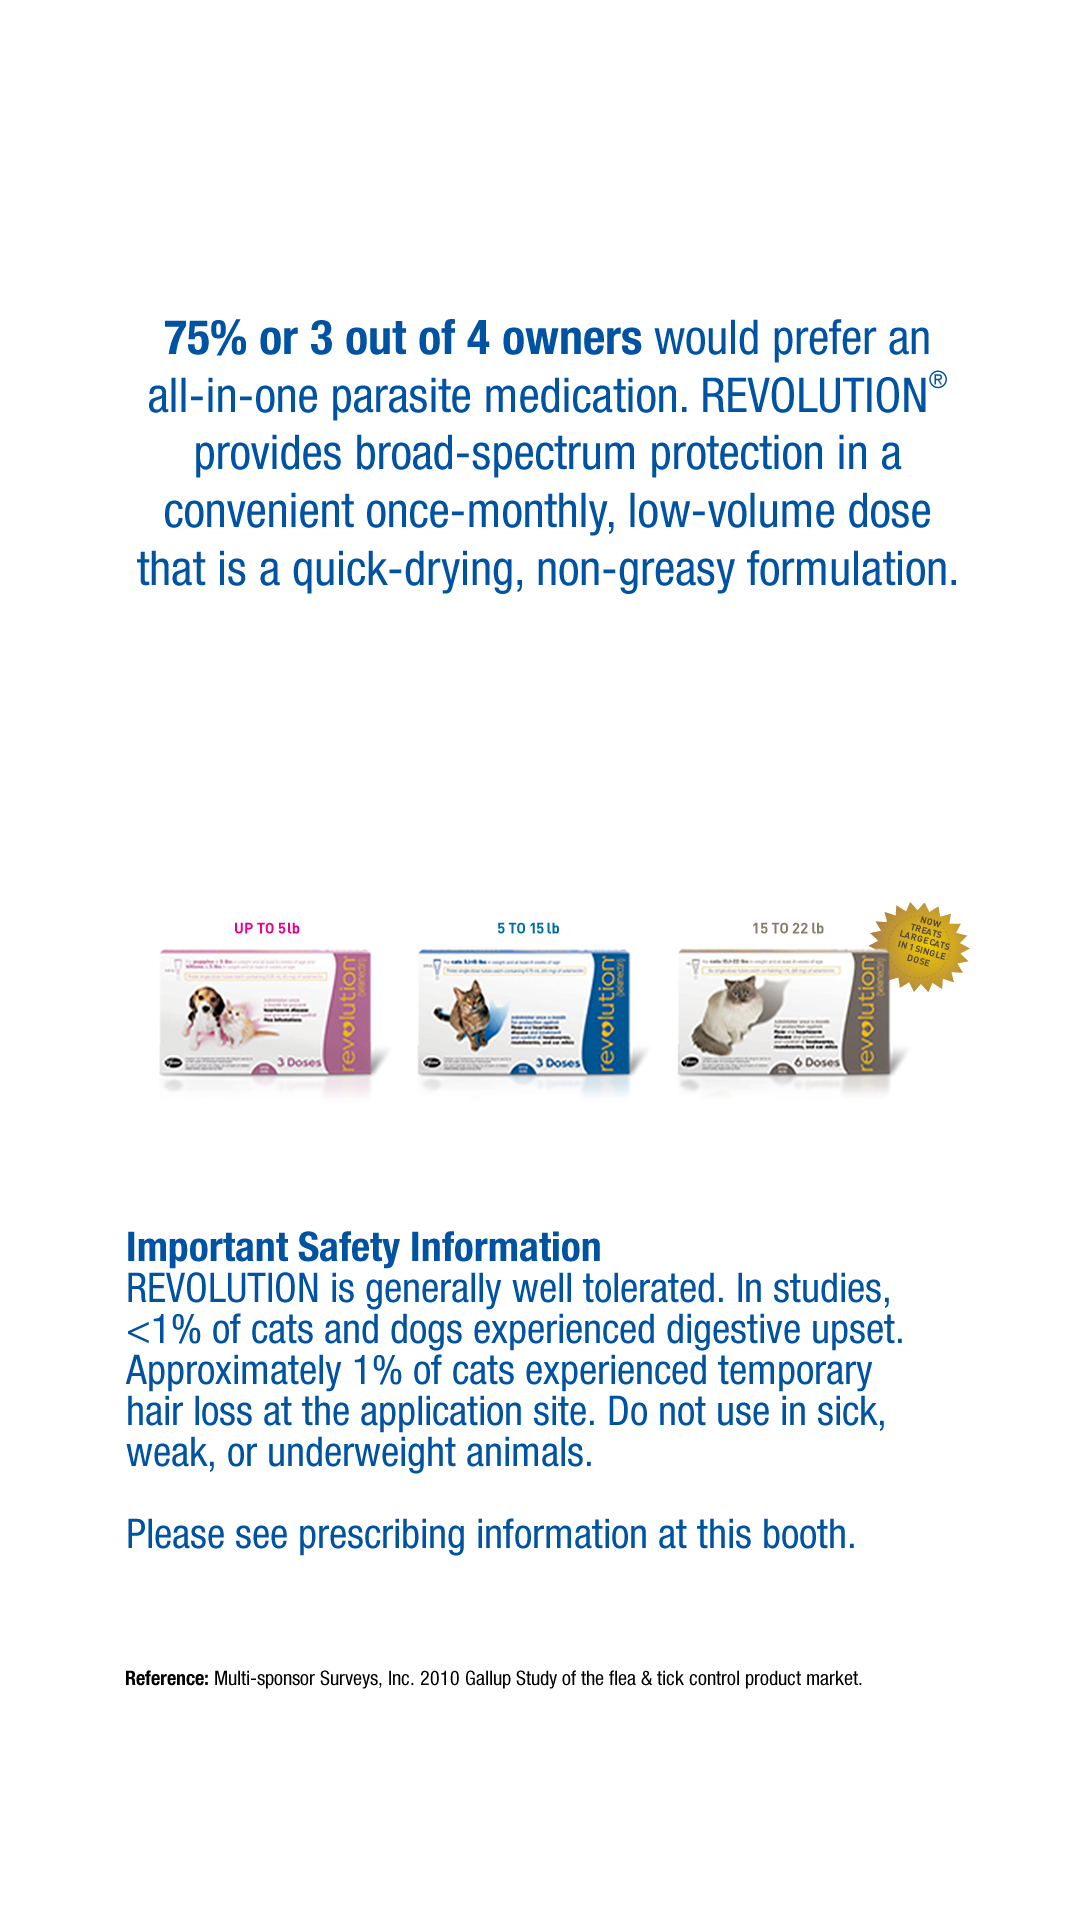 75% or 3 out of 4 owners would prefer an
all-in-one parasite medication. REVOLUTION®
provides broad-spectrum protection in a
convenient once-monthly, low-volume dose
that is a quick-drying, non-greasy formulation.
UP TO 5lb
5 TO 15 lb
15 TO 22 lb
NOW
TREATS
LARGE CATS
IN 1 SINGLE
DOSE
revolution
(selamectin)
3 Doses
revolution
(selamectin)
3 Doses
revolution
(selamectin)
6 Doses
Important Safety Information
REVOLUTION is generally well tolerated. In studies,
<1% of cats and dogs experienced digestive upset.
Approximately 1% of cats experienced temporary
hair loss at the application site. Do not use in sick,
weak, or underweight animals.
Please see prescribing information at this booth.
Reference: Multi-sponsor Surveys, Inc. 2010 Gallup Study of the flea & tick control product market.